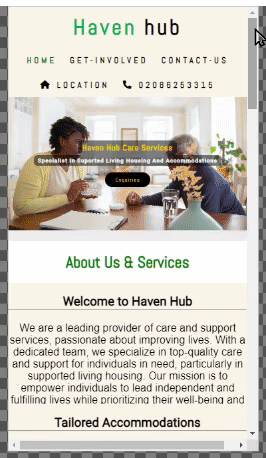 Haven hub
HOME GET-INVOLVED CONTACT-US
LOCATION 02086253315
Haven Hub Care Services
Specialist In Suported Living Housing And Accommodations
Enquiries
About Us & Services
Welcome to Haven Hub
We are a leading provider of care and support
services, passionate about improving lives. With a
dedicated team, we specialize in top-quality care
and support for individuals in need, particularly in
supported living housing. Our mission is to
empower individuals to lead independent and
fulfilling lives while prioritizing their well-being and
Tailored Accommodations